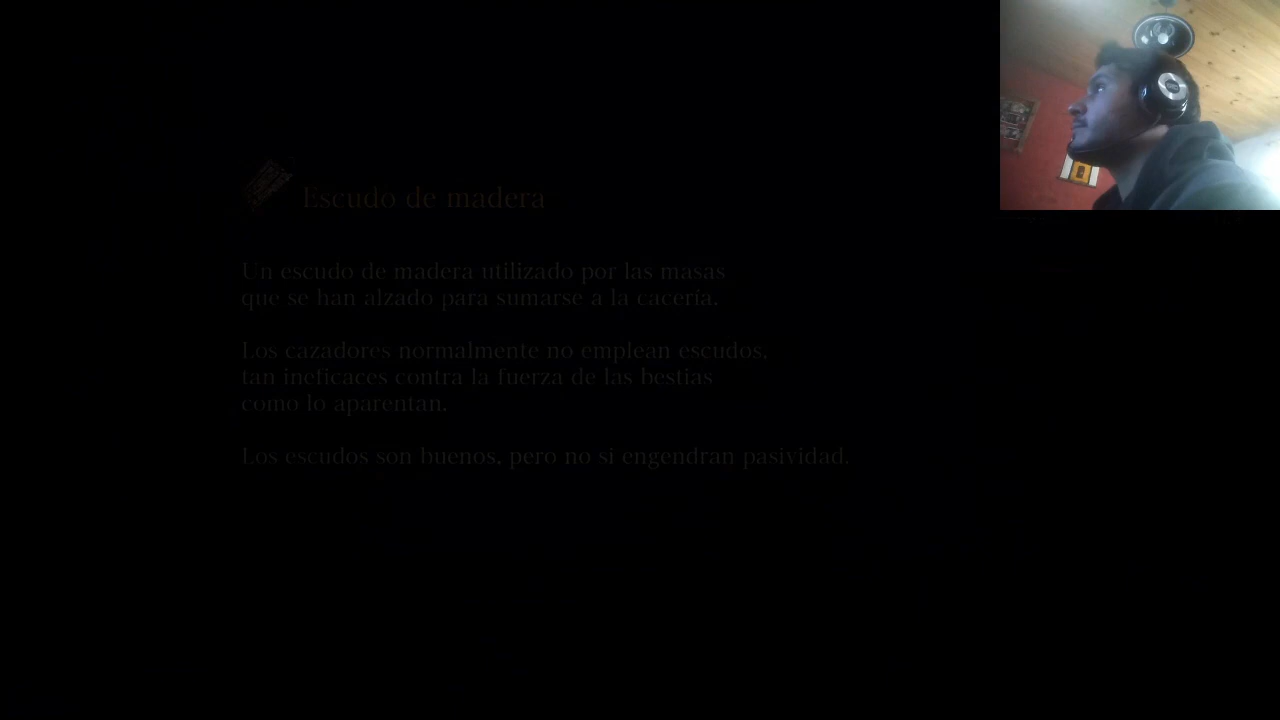 Escudo de madera
Un escudo de madera utilizado por las masas
que se han alzado para sumarse a la cacería.
Los cazadores normalmente no emplean escudos,
tan ineficaces contra la fuerza de las bestias
como lo aparentan.
Los escudos son buenos, pero no si engendran pasividad.